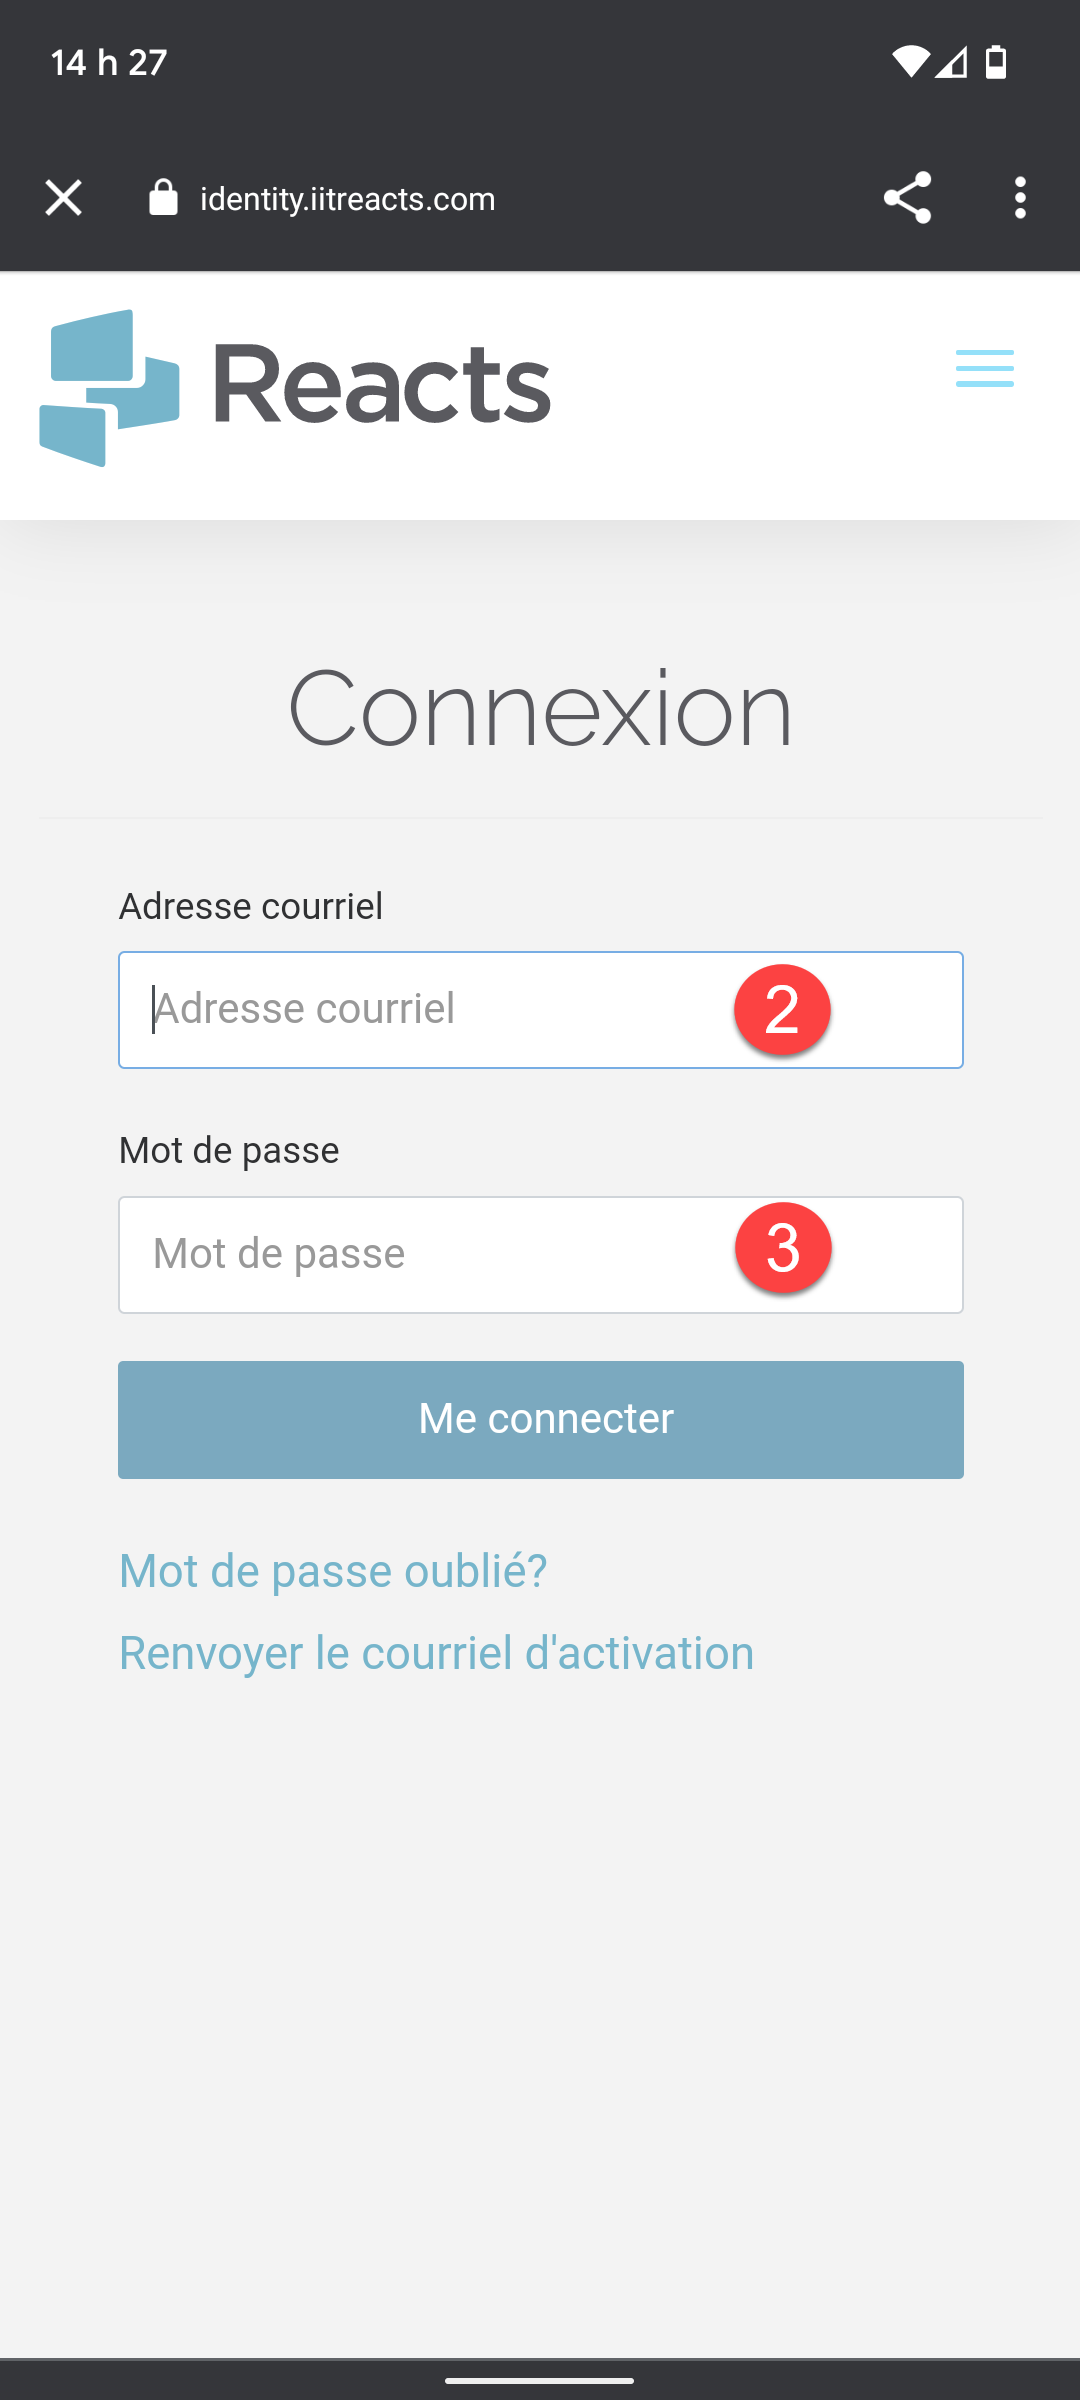 14 h 27
identity.iitreacts.com
Reacts
Connexion
Adresse courriel
Adresse courriel
2
Mot de passe
Mot de passe
3
Me connecter
Mot de passe oublié?
Renvoyer le courriel d'activation